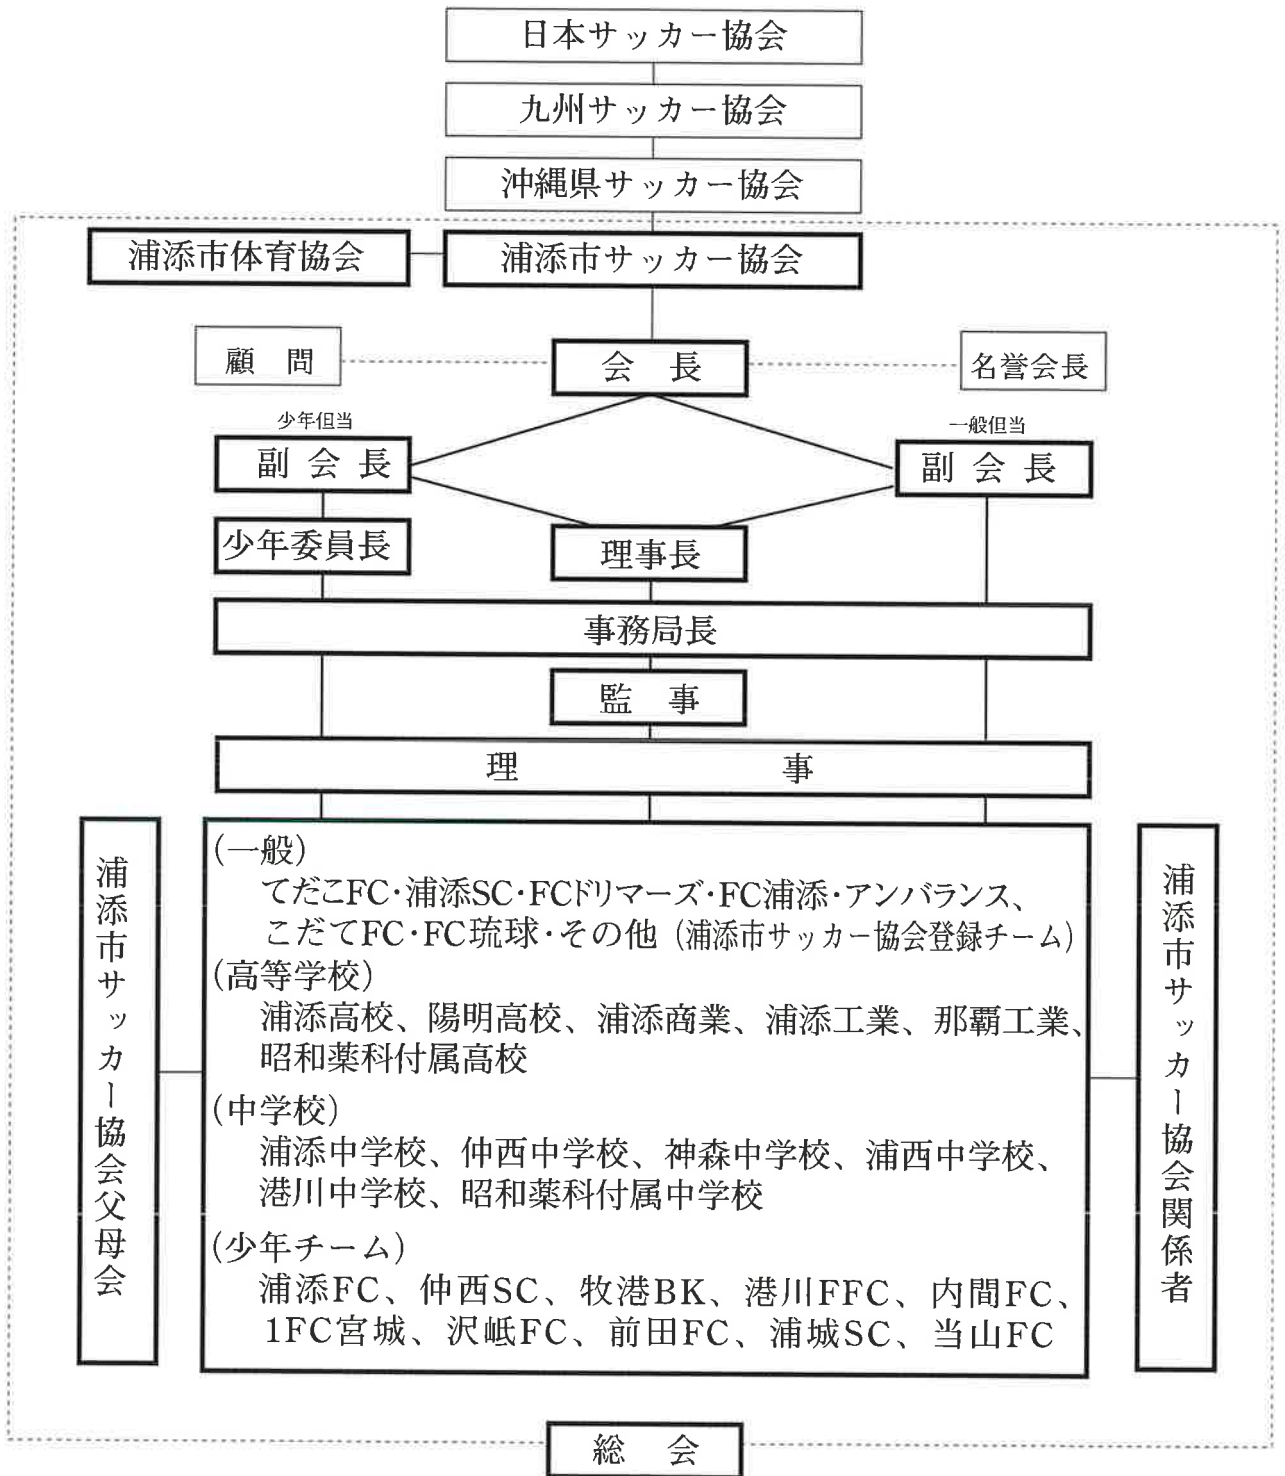 日本サッカー協会
九州サッカー協会
沖縄県サッカー協会
浦添市体育協会
浦添市サッカー協会
顧　問
会　長
名誉会長
少年担当
副 会 長
一般担当
副 会 長
少年委員長
理事長
事務局長
監　事
理　事
浦添市サッカー協会父母会
(一般)
てだこFC・浦添SC・FCドリマーズ・FC浦添・アンバランス、
こだてFC・FC琉球・その他（浦添市サッカー協会登録チーム）
(高等学校)
浦添高校、陽明高校、浦添商業、浦添工業、那覇工業、
昭和薬科付属高校
(中学校)
浦添中学校、仲西中学校、神森中学校、浦西中学校、
港川中学校、昭和薬科付属中学校
(少年チーム)
浦添FC、仲西SC、牧港BK、港川FFC、内間FC、
1FC宮城、沢岻FC、前田FC、浦城SC、当山FC
浦添市サッカー協会関係者
総　会